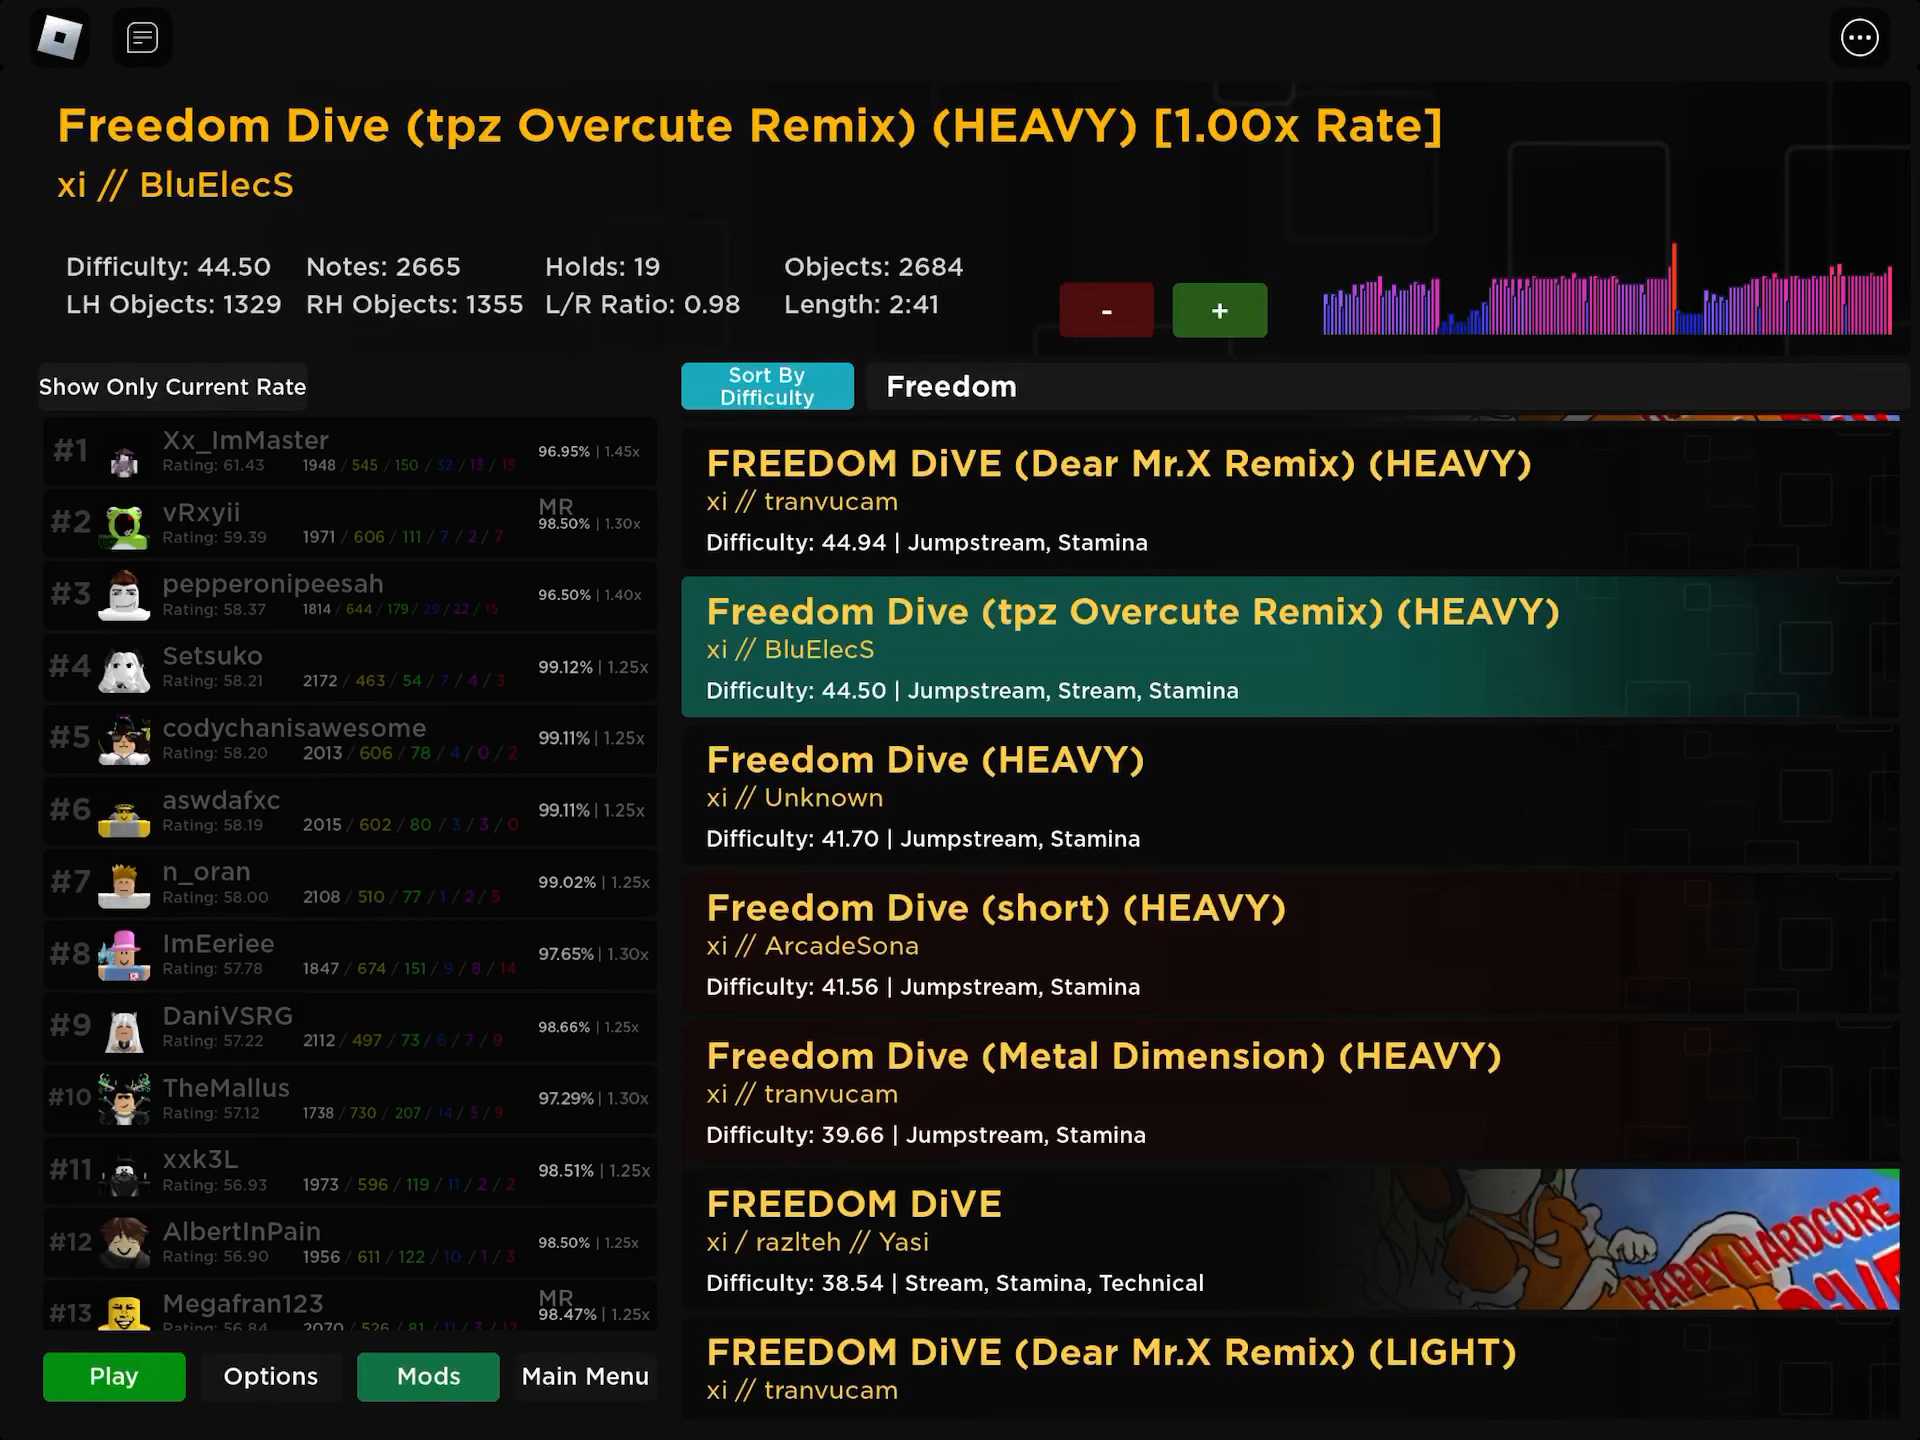 Freedom Dive (tpz Overcute Remix) (HEAVY) [1.00x Rate]
xi // BluElecS
Difficulty: 44.50 Notes: 2665 Holds: 19 Objects: 2684
LH Objects: 1329 RH Objects: 1355 L/R Ratio: 0.98 Length: 2:41
- +
Show Only Current Rate
#1 Xx_ImMaster
Rating: 61.43 1948 / 545 / 150 / 32 / 13 / 15 96.95% | 1.45x
#2 vRxyii MR
Rating: 59.39 1971 / 606 / 111 / 7 / 2 / 7 98.50% | 1.30x
#3 pepperonipeesah
Rating: 58.37 1814 / 644 / 179 / 29 / 22 / 15 96.50% | 1.40x
#4 Setsuko
Rating: 58.21 2172 / 463 / 54 / 7 / 4 / 3 99.12% | 1.25x
#5 codychanisawesome
Rating: 58.20 2013 / 606 / 78 / 4 / 0 / 2 99.11% | 1.25x
#6 aswdafxc
Rating: 58.19 2015 / 602 / 80 / 3 / 3 / 0 99.11% | 1.25x
#7 n_oran
Rating: 58.00 2108 / 510 / 77 / 1 / 2 / 5 99.02% | 1.25x
#8 ImEeriee
Rating: 57.78 1847 / 674 / 151 / 9 / 8 / 14 97.65% | 1.30x
#9 DaniVSRG
Rating: 57.22 2112 / 497 / 73 / 6 / 7 / 9 98.66% | 1.25x
#10 TheMallus
Rating: 57.12 1738 / 730 / 207 / 14 / 5 / 9 97.29% | 1.30x
#11 xxk3L
Rating: 56.93 1973 / 596 / 119 / 11 / 2 / 2 98.51% | 1.25x
#12 AlbertInPain
Rating: 56.90 1956 / 611 / 122 / 10 / 1 / 3 98.50% | 1.25x
#13 Megafran123 MR
Rating: 56.84 2070 / 526 / 81 / 11 / 3 / 12 98.47% | 1.25x
Play Options Mods Main Menu
Sort By
Difficulty
Freedom
FREEDOM DiVE (Dear Mr.X Remix) (HEAVY)
xi // tranvucam
Difficulty: 44.94 | Jumpstream, Stamina
Freedom Dive (tpz Overcute Remix) (HEAVY)
xi // BluElecS
Difficulty: 44.50 | Jumpstream, Stream, Stamina
Freedom Dive (HEAVY)
xi // Unknown
Difficulty: 41.70 | Jumpstream, Stamina
Freedom Dive (short) (HEAVY)
xi // ArcadeSona
Difficulty: 41.56 | Jumpstream, Stamina
Freedom Dive (Metal Dimension) (HEAVY)
xi // tranvucam
Difficulty: 39.66 | Jumpstream, Stamina
FREEDOM DiVE
xi / razlteh // Yasi
Difficulty: 38.54 | Stream, Stamina, Technical
HAPPY HARDCORE
DiVE
FREEDOM DiVE (Dear Mr.X Remix) (LIGHT)
xi // tranvucam